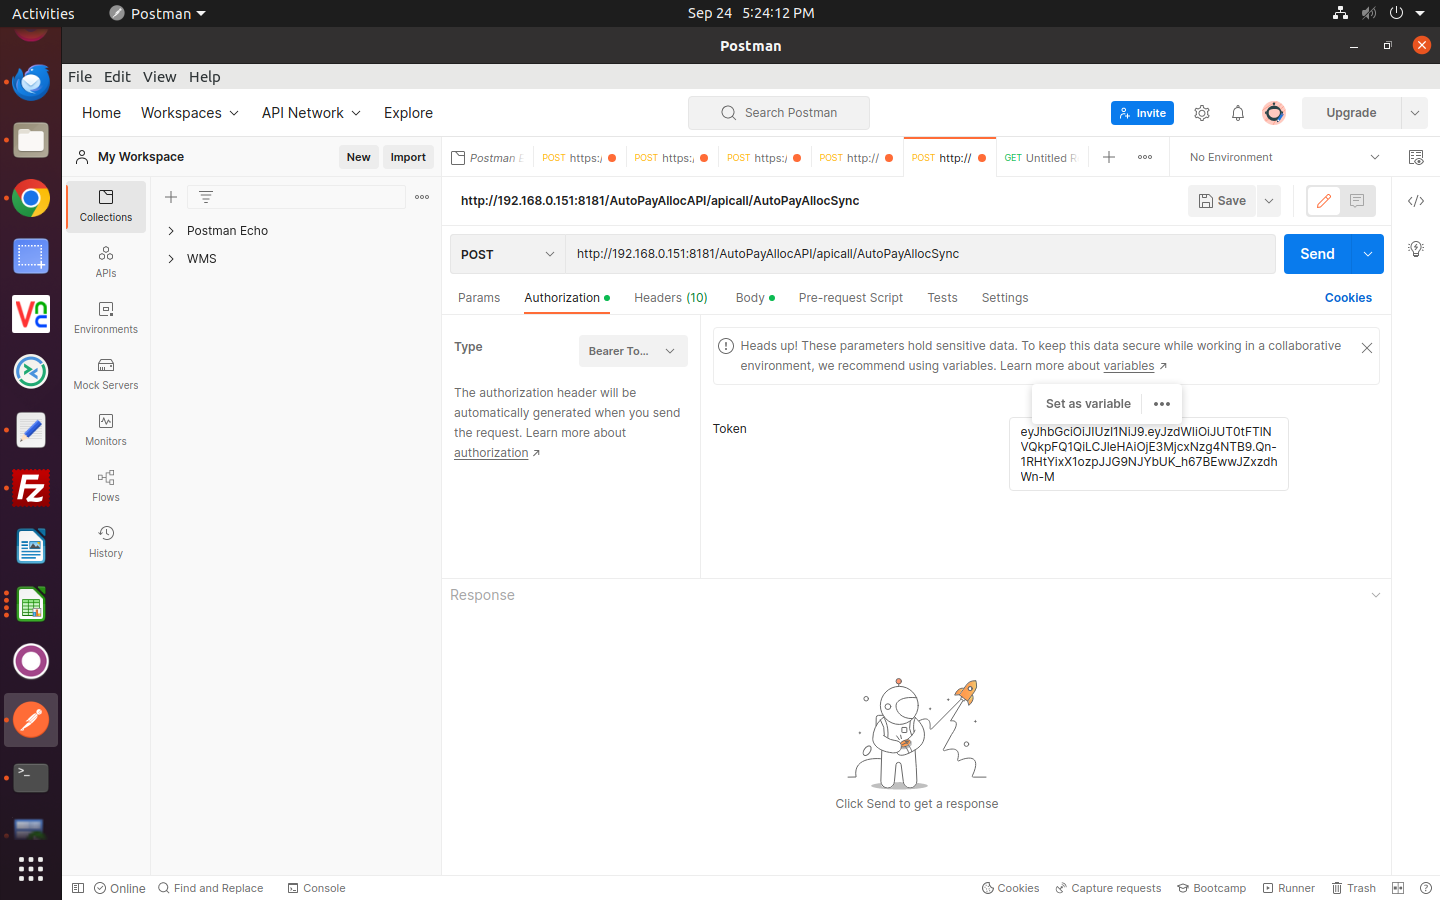 Activities
Postman
Sep 24 5:24:12 PM
Postman
File Edit View Help
Home
Workspaces
API Network
Explore
Search Postman
Invite
Upgrade
My Workspace
New
Import
Postman
POST https:/
POST https:
POST https:/
POST http://
POST http://
GET Untitled R
No Environment
Collections
APIs
Environments
Mock Servers
Monitors
Flows
History
Postman Echo
WMS
http://192.168.0.151:8181/AutoPayAllocAPI/apicall/AutoPayAllocSync
Save
POST
http://192.168.0.151:8181/AutoPayAllocAPI/apicall/AutoPayAllocSync
Send
Params
Authorization
Headers (10)
Body
Pre-request Script
Tests
Settings
Cookies
Type
Bearer To...
The authorization header will be
automatically generated when you send
the request. Learn more about
authorization ↗
Heads up! These parameters hold sensitive data. To keep this data secure while working in a collaborative
environment, we recommend using variables. Learn more about variables ↗
Set as variable
Token
eyJhbGciOiJIUzI1NiJ9.eyJzdWIiOiJUT0tFTlN
VQkpFQ1QiLCJleHAiOjE3MjcxNzg4NTB9.Qn-
1RHtYixX1ozpJJG9NJYbUK_h67BEwwJZxzdh
Wn-M
Response
Click Send to get a response
Online
Find and Replace
Console
Cookies
Capture requests
Bootcamp
Runner
Trash